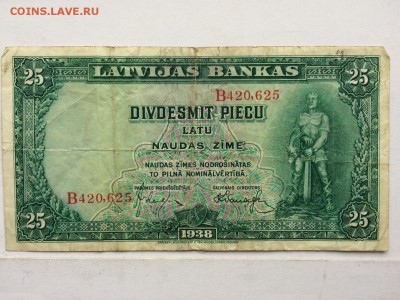 COINS.LAVE.RU
25 LATVIJAS BANKAS 25
B420,625
DIVDESMIT PIECU
LATU
NAUDAS ZĪME
NAUDAS ZĪMES NODROŠINĀTAS
TO PILNĀ NOMINĀLVĒRTĪBĀ.
B420,625
25 1938 25